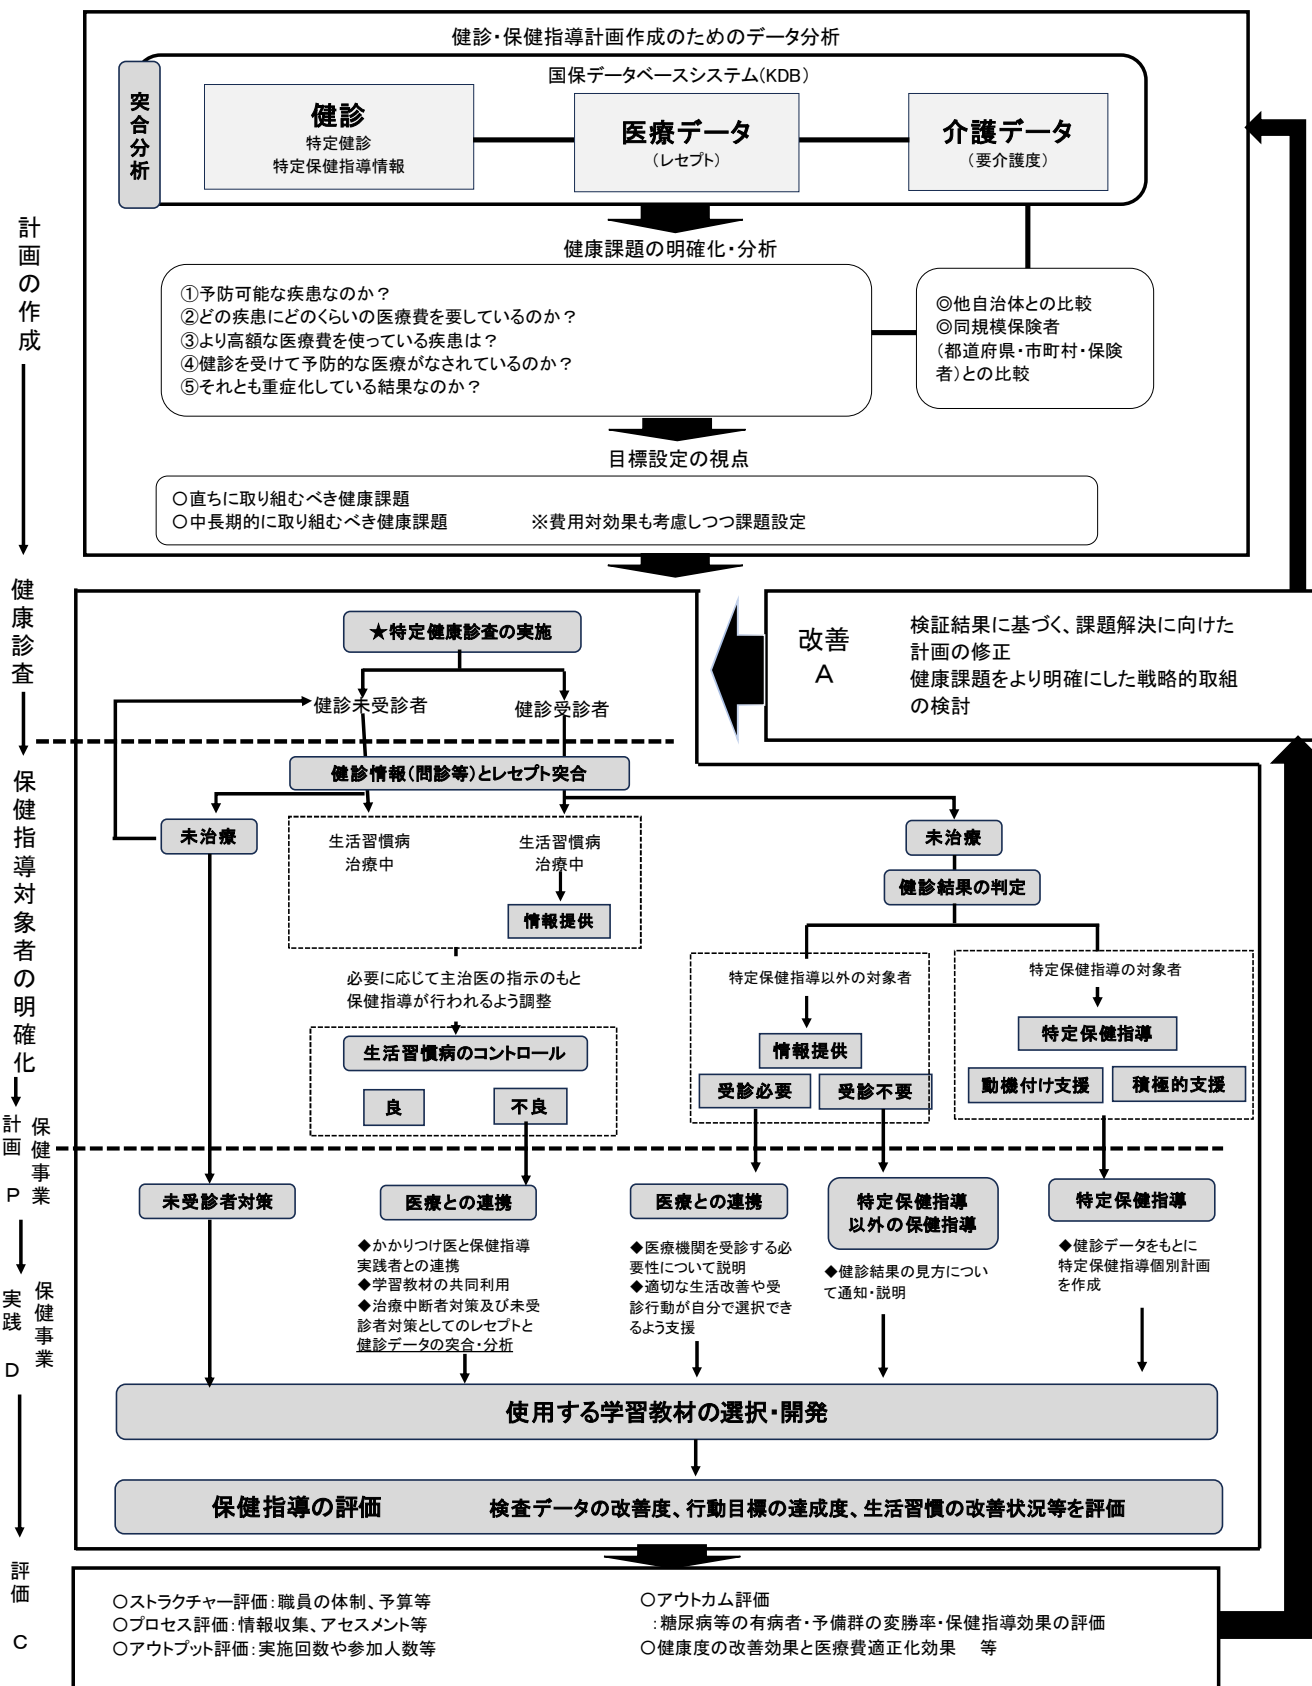 健診・保健指導計画作成のためのデータ分析
国保データベースシステム(KDB)
突合分析
健診
特定健診
特定保健指導情報
医療データ
(レセプト)
介護データ
(要介護度)
計画の作成
健康課題の明確化・分析
①予防可能な疾患なのか？
②どの疾患にどのくらいの医療費を要しているのか？
③より高額な医療費を使っている疾患は？
④健診を受けて予防的な医療がなされているのか？
⑤それとも重症化している結果なのか？
◎他自治体との比較
◎同規模保険者
(都道府県・市町村・保険
者)との比較
目標設定の視点
○直ちに取り組むべき健康課題
○中長期的に取り組むべき健康課題　　　※費用対効果も考慮しつつ課題設定
健康診査
★特定健康診査の実施
改善
A
検証結果に基づく、課題解決に向けた
計画の修正
健康課題をより明確にした戦略的取組
の検討
健診未受診者
健診受診者
保健指導対象者の明確化
健診情報(問診等)とレセプト突合
未治療
生活習慣病
治療中
生活習慣病
治療中
情報提供
未治療
健診結果の判定
必要に応じて主治医の指示のもと
保健指導が行われるよう調整
特定保健指導以外の対象者
特定保健指導の対象者
生活習慣病のコントロール
良
不良
情報提供
受診必要
受診不要
特定保健指導
動機付け支援
積極的支援
計画　P
保健事業
未受診者対策
医療との連携
医療との連携
特定保健指導
以外の保健指導
特定保健指導
◆かかりつけ医と保健指導
実践者との連携
◆学習教材の共同利用
◆治療中断者対策及び未受
診者対策としてのレセプトと
健診データの突合・分析
◆医療機関を受診する必
要性について説明
◆適切な生活改善や受
診行動が自分で選択でき
るよう支援
◆健診結果の見方につい
て通知・説明
◆健診データをもとに
特定保健指導個別計画
を作成
実践　D
保健事業
使用する学習教材の選択・開発
保健指導の評価　　　検査データの改善度、行動目標の達成度、生活習慣の改善状況等を評価
評価　C
○ストラクチャー評価：職員の体制、予算等
○プロセス評価：情報収集、アセスメント等
○アウトプット評価：実施回数や参加人数等
○アウトカム評価
：糖尿病等の有病者・予備群の変勝率・保健指導効果の評価
○健康度の改善効果と医療費適正化効果　等